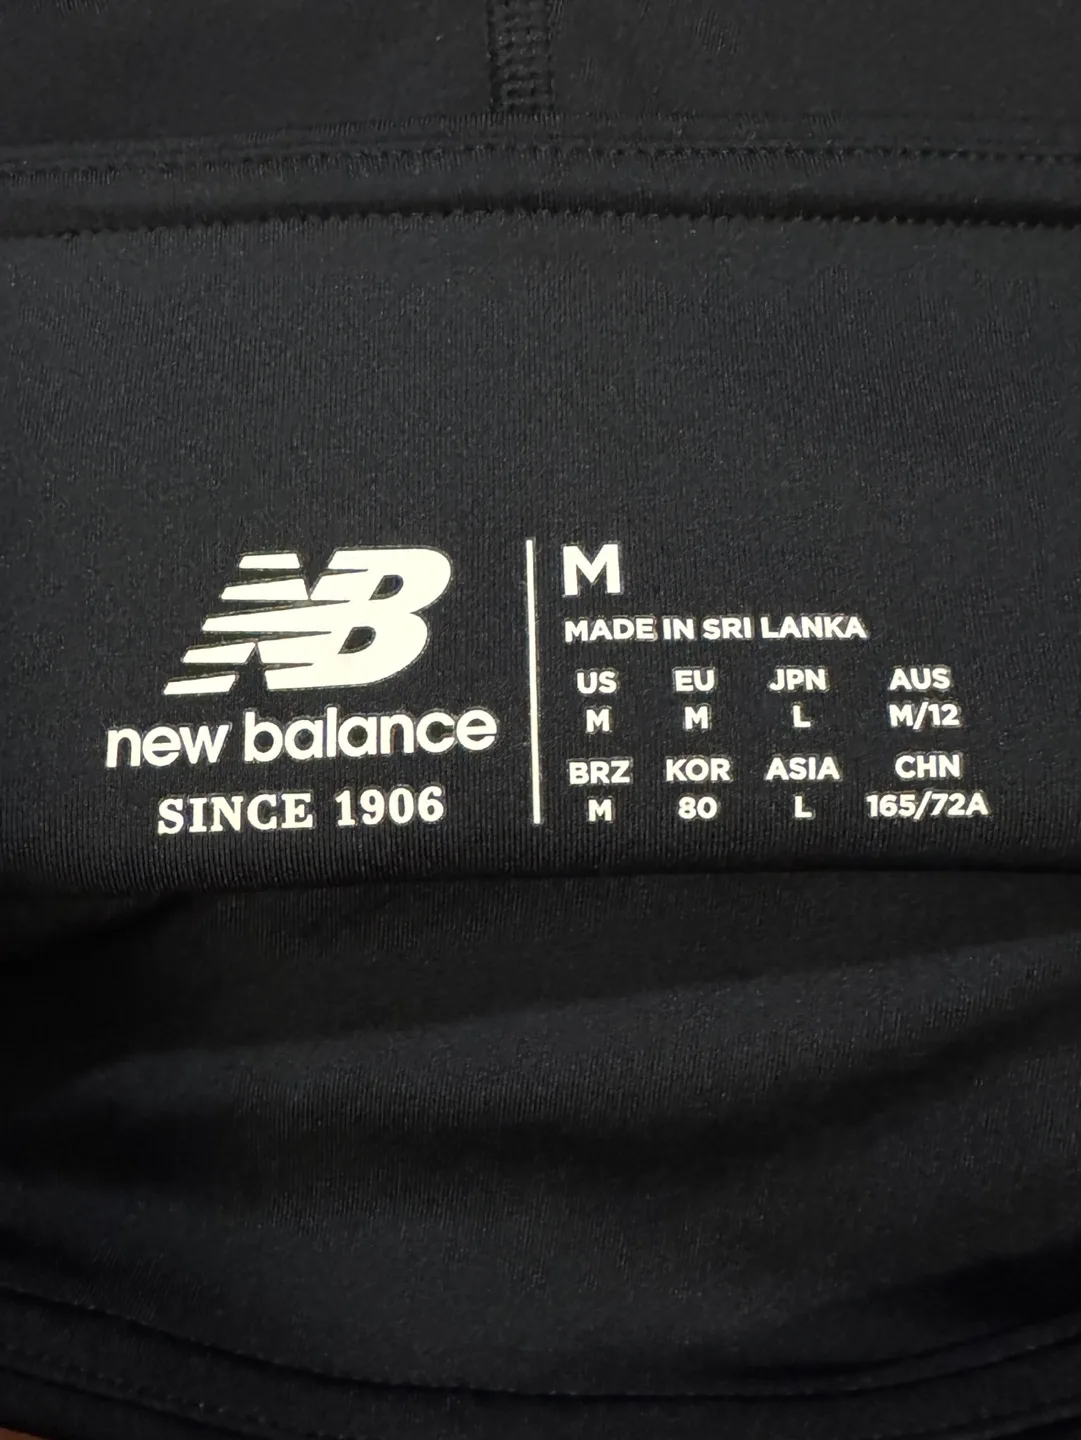 NB
new balance
SINCE 1906
M
MADE IN SRI LANKA
US EU JPN AUS
M M L M/12
BRZ KOR ASIA CHN
M 80 L 165/72A